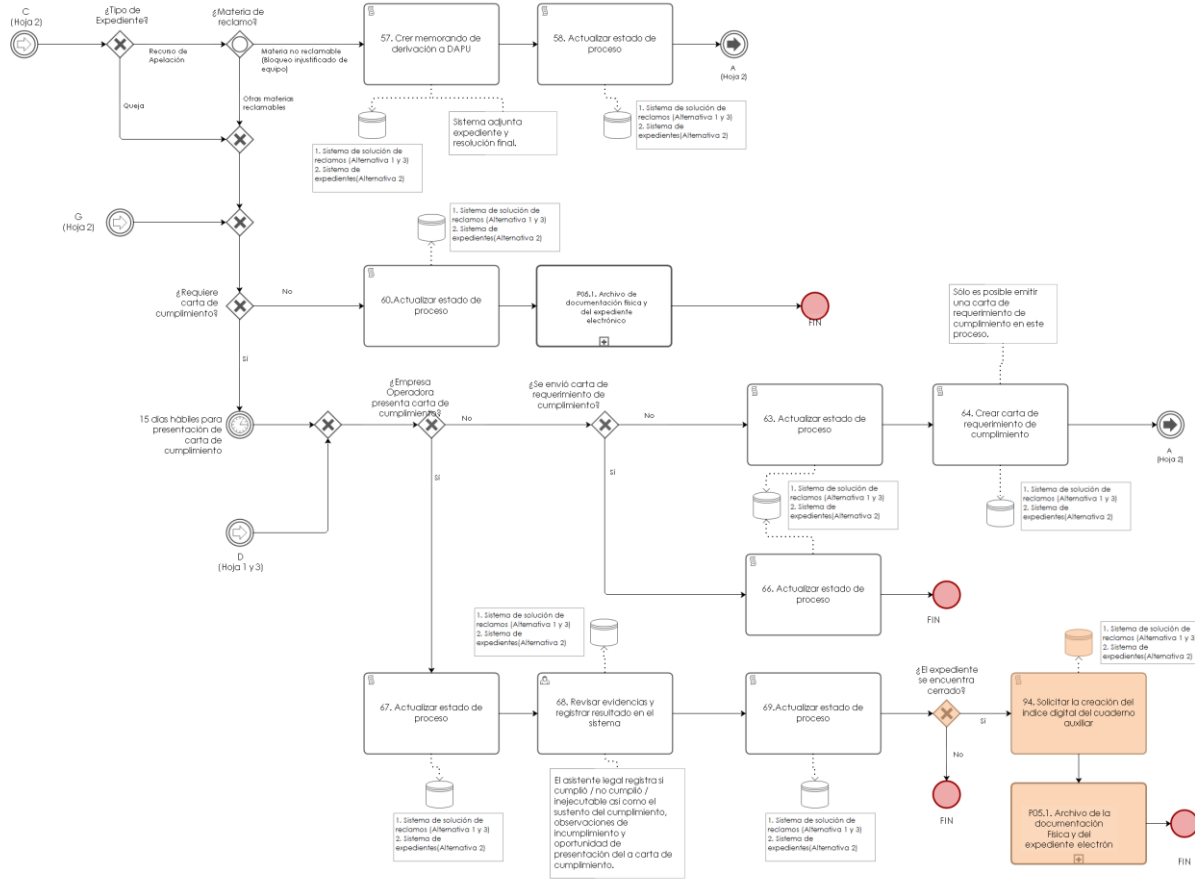 C
(Hoja 2)
¿Tipo de
Expediente?
Recurso de
Apelación
Queja
¿Materia de
reclamo?
Materia no reclamable
(Bloqueo injustificado de
equipo)
Otras materias
reclamables
57. Crer memorando de
derivación a DAPU
58. Actualizar estado de
proceso
A
(Hoja 2)
1. Sistema de solución de
reclamos (Alternativa 1 y 3)
2. Sistema de
expedientes(Alternativa 2)
Sistema adjunta
expediente y
resolución final.
1. Sistema de solución de
reclamos (Alternativa 1 y 3)
2. Sistema de
expedientes(Alternativa 2)
G
(Hoja 2)
1. Sistema de solución de
reclamos (Alternativa 1 y 3)
2. Sistema de
expedientes(Alternativa 2)
¿Requiere
carta de
cumplimiento?
No
Sí
60.Actualizar estado de
proceso
P05.1. Archivo de
documentación física y
del expediente
electrónico
FIN
Sólo es posible emitir
una carta de
requerimiento de
cumplimiento en este
proceso.
15 días hábiles para
presentación de
carta de
cumplimiento
¿Empresa
Operadora
presenta carta de
cumplimiento?
No
Sí
¿Se envió carta de
requerimiento de
cumplimiento?
No
Sí
63. Actualizar estado de
proceso
64. Crear carta de
requerimiento de
cumplimiento
A
(Hoja 2)
1. Sistema de solución de
reclamos (Alternativa 1 y 3)
2. Sistema de
expedientes(Alternativa 2)
1. Sistema de solución de
reclamos (Alternativa 1 y 3)
2. Sistema de
expedientes(Alternativa 2)
D
(Hoja 1 y 3)
66. Actualizar estado de
proceso
FIN
1. Sistema de solución de
reclamos (Alternativa 1 y 3)
2. Sistema de
expedientes(Alternativa 2)
1. Sistema de solución de
reclamos (Alternativa 1 y 3
2. Sistema de
expedientes(Alternativa 2)
67. Actualizar estado de
proceso
68. Revisar evidencias y
registrar resultado en el
sistema
69.Actualizar estado de
proceso
¿El expediente
se encuentra
cerrado?
Sí
No
94. Solicitar la creación del
índice digital del cuaderno
auxiliar
1. Sistema de solución de
reclamos (Alternativa 1 y 3)
2. Sistema de
expedientes(Alternativa 2)
El asistente legal registra si
cumplió / no cumplió /
inejecutable asi como el
sustento del cumplimiento,
observaciones de
incumplimiento y
oportunidad de
presentación del a carta de
cumplimiento.
1. Sistema de solución de
reclamos (Alternativa 1 y 3)
2. Sistema de
expedientes(Alternativa 2)
FIN
P05.1. Archivo de la
documentación
Física y del
expediente electrón
FIN